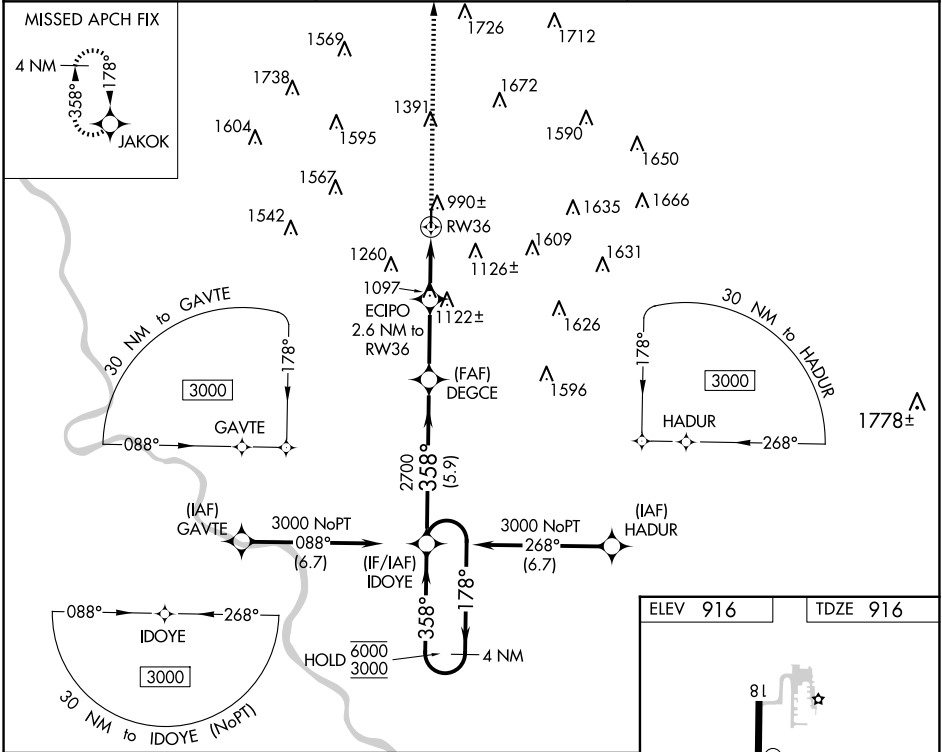 MISSED APCH FIX
4 NM
178°
358°
JAKOK
1726
1712
1569
1738
1672
1391
1604
1595
1590
1650
1567
1542
990±
RW36
1635
1666
1260
1126±
1609
1631
1097
ECIPO
2.6 NM to
RW36
1122±
1626
30 NM to GAVTE
178°
3000
GAVTE
088°
(FAF)
DEGCE
1596
30 NM to HADUR
178°
3000
HADUR
268°
1778±
2700
358°
(5.9)
(IAF)
GAVTE
3000 NoPT
088°
(6.7)
(IF/IAF)
IDOYE
3000 NoPT
268°
(6.7)
(IAF)
HADUR
358°
178°
HOLD 6000
3000
4 NM
088°
268°
IDOYE
3000
30 NM to IDOYE (NoPT)
ELEV 916
TDZE 916
18